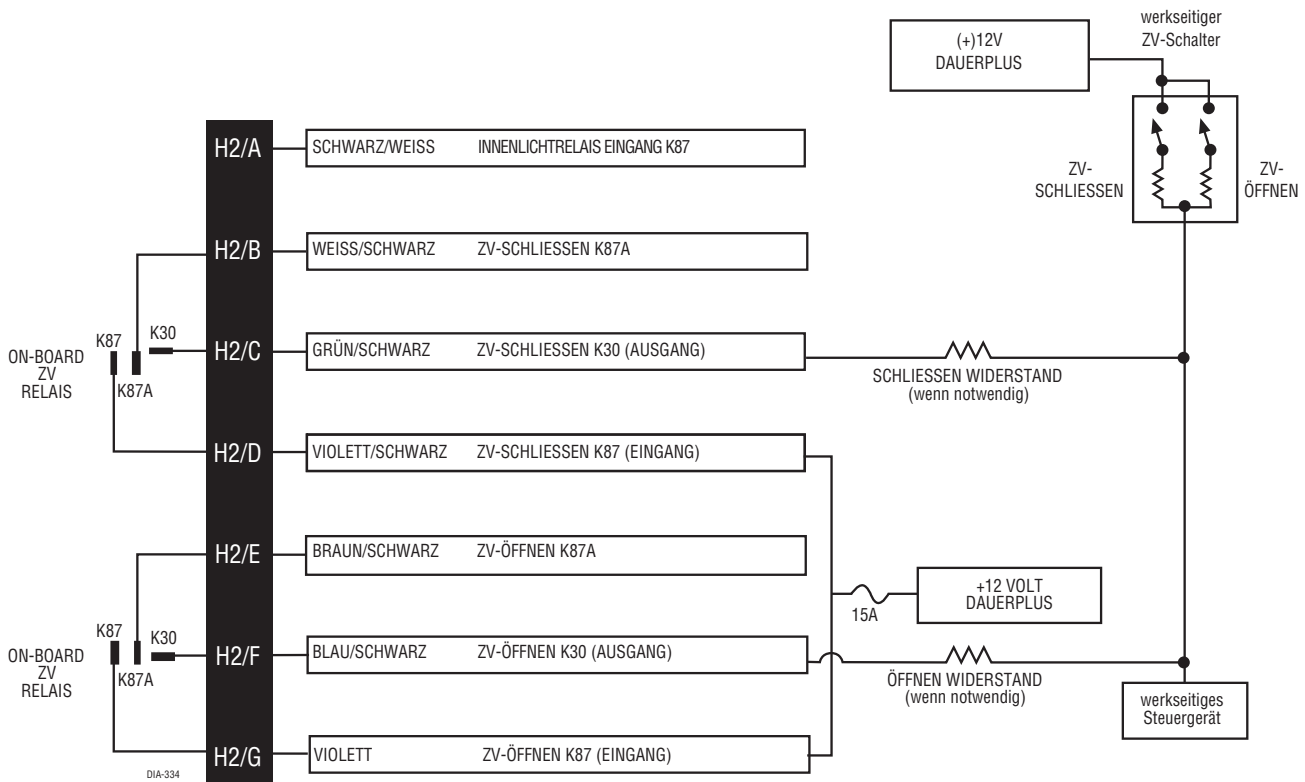 werkseitiger
ZV-Schalter
(+)12V
DAUERPLUS
ZV-
SCHLIESSEN
ZV-
ÖFFNEN
H2/A SCHWARZ/WEISS INNENLICHTRELAIS EINGANG K87
H2/B WEISS/SCHWARZ ZV-SCHLIESSEN K87A
ON-BOARD
ZV
RELAIS
K87
K30
K87A
H2/C GRÜN/SCHWARZ ZV-SCHLIESSEN K30 (AUSGANG)
SCHLIESSEN WIDERSTAND
(wenn notwendig)
H2/D VIOLETT/SCHWARZ ZV-SCHLIESSEN K87 (EINGANG)
H2/E BRAUN/SCHWARZ ZV-ÖFFNEN K87A
15A
+12 VOLT
DAUERPLUS
ON-BOARD
ZV
RELAIS
K87
K30
K87A
H2/F BLAU/SCHWARZ ZV-ÖFFNEN K30 (AUSGANG)
ÖFFNEN WIDERSTAND
(wenn notwendig)
werkseitiges
Steuergerät
H2/G VIOLETT ZV-ÖFFNEN K87 (EINGANG)
DIA-334